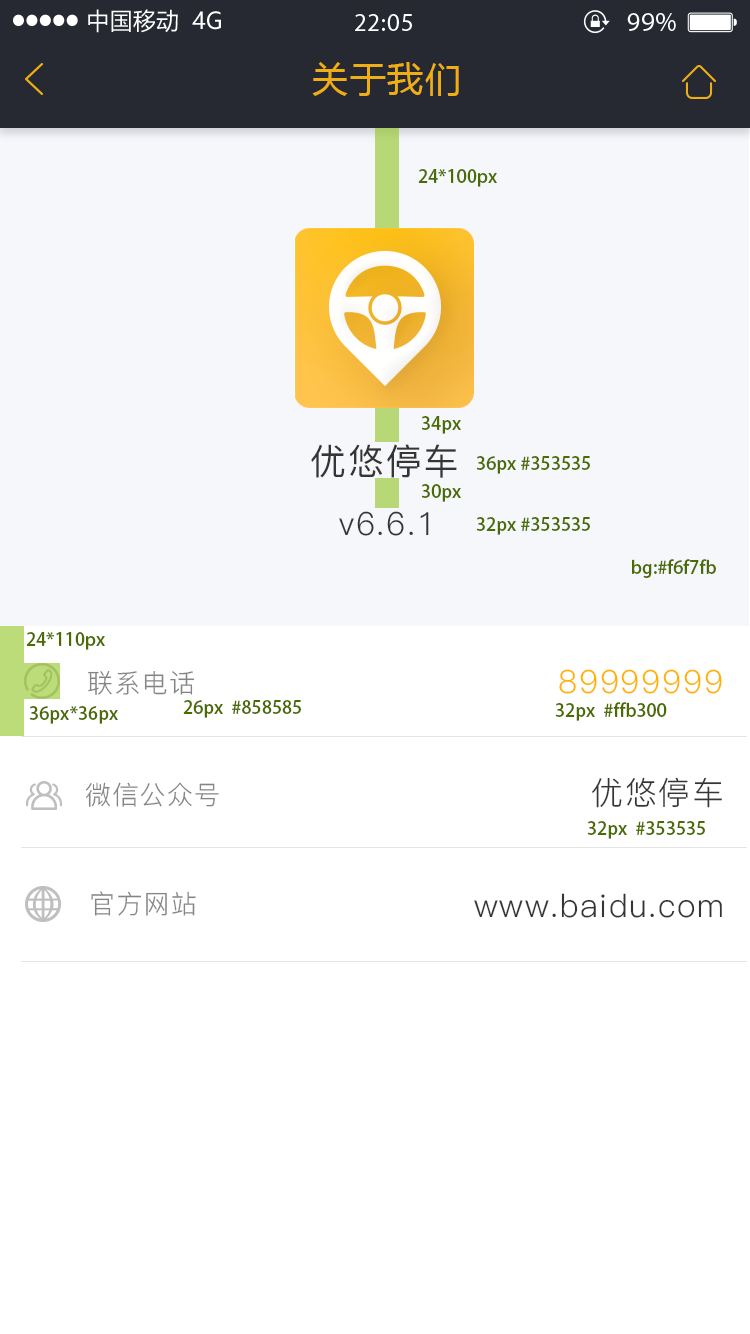 中国移动 4G 22:05 99%
关于我们
24*100px
34px
优悠停车 36px #353535
30px
v6.6.1 32px #353535
bg:#f6f7fb
24*110px
联系电话 89999999
36px*36px 26px #858585 32px #ffb300
微信公众号 优悠停车
32px #353535
官方网站 www.baidu.com